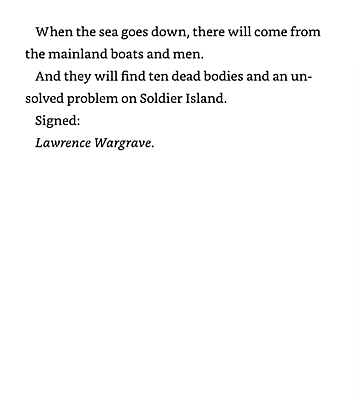 When the sea goes down, there will come from
the mainland boats and men.
And they will find ten dead bodies and an un-
solved problem on Soldier Island.
Signed:
Lawrence Wargrave.